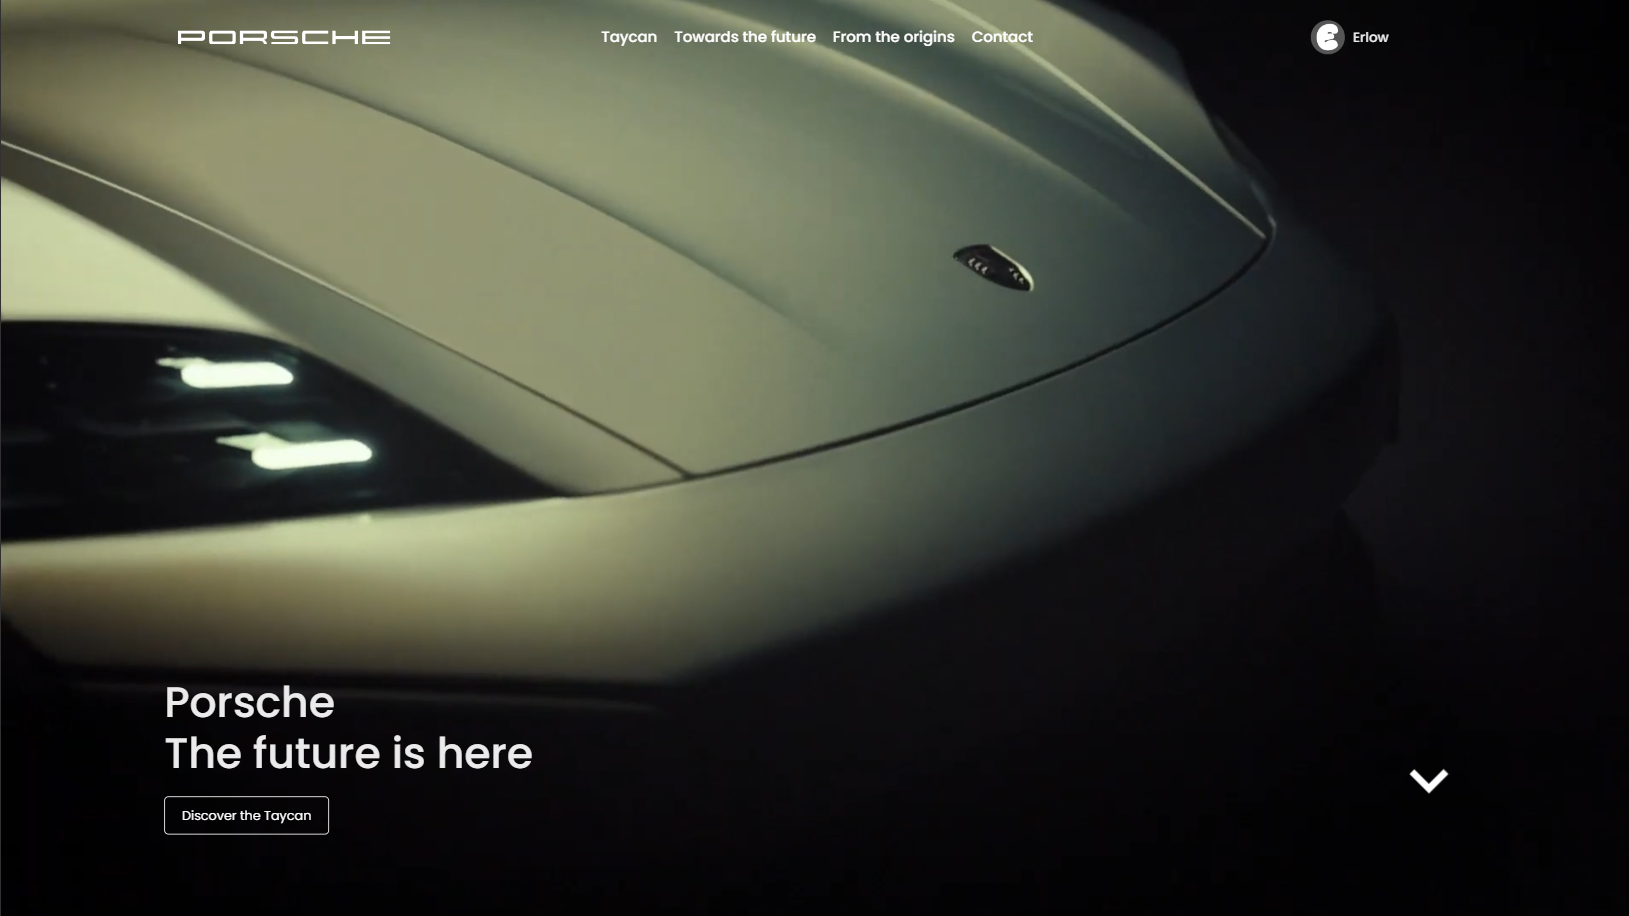 PORSCHE
Taycan Towards the future From the origins Contact
Erlow
Porsche
The future is here
Discover the Taycan